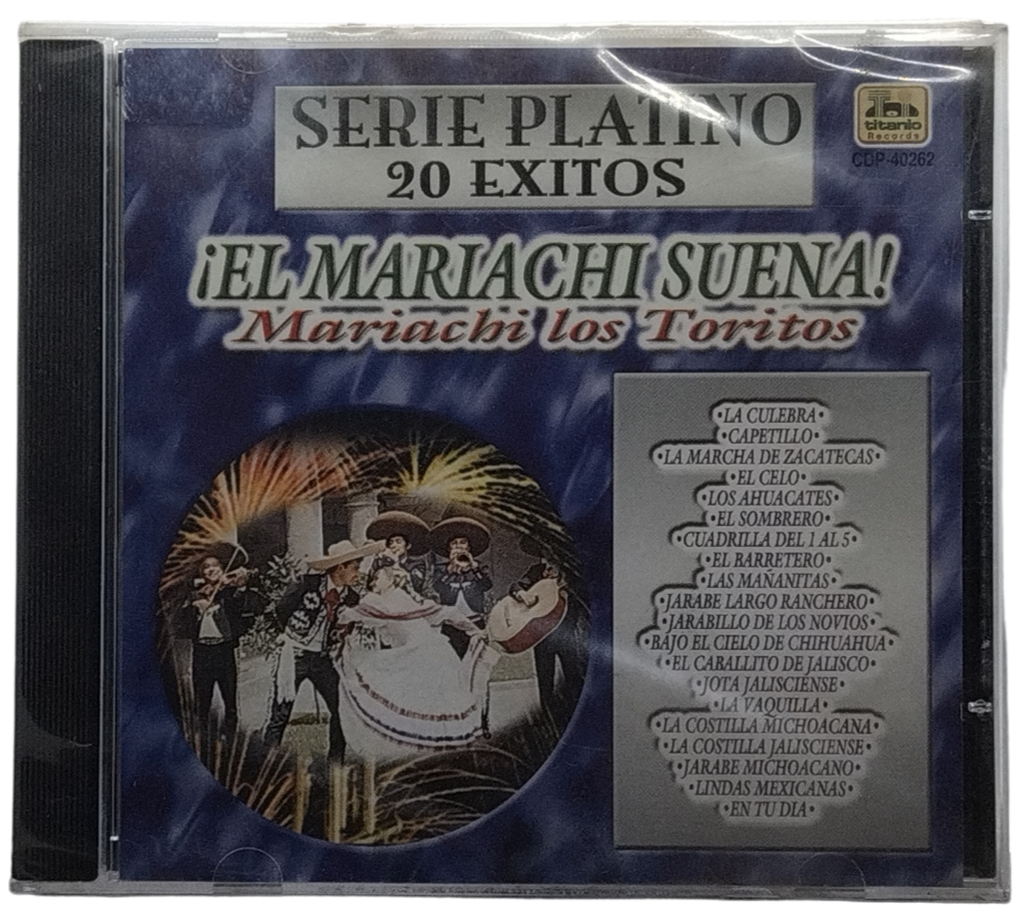 SERIE PLATINO
20 EXITOS
titanio
Records
CDP-40262
¡EL MARIACHI SUENA!
Mariachi los Toritos
•LA CULEBRA•
•CAPETILLO•
•LA MARCHA DE ZACATECAS•
•EL CELO•
•LOS AHUACATES•
•EL SOMBRERO•
•CUADRILLA DEL 1 AL 5•
•EL BARRETERO•
•LAS MAÑANITAS•
•JARABE LARGO RANCHERO•
•JARABILLO DE LOS NOVIOS•
•BAJO EL CIELO DE CHIHUAHUA•
•EL CABALLITO DE JALISCO•
•JOTA JALISCIENSE•
•LA VAQUILLA•
•LA COSTILLA MICHOACANA•
•LA COSTILLA JALISCIENSE•
•JARABE MICHOACANO•
•LINDAS MEXICANAS•
•EN TU DIA•